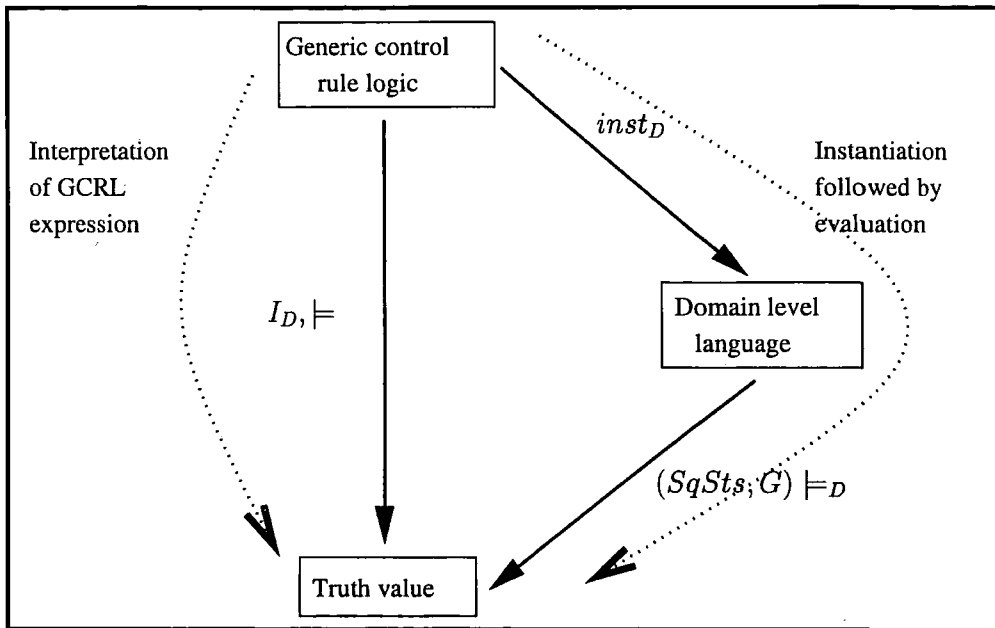 Generic control
rule logic
inst_D
Interpretation
of GCRL
expression
Instantiation
followed by
evaluation
I_D, ⊨
Domain level
language
(SqSts, G) ⊨_D
Truth value